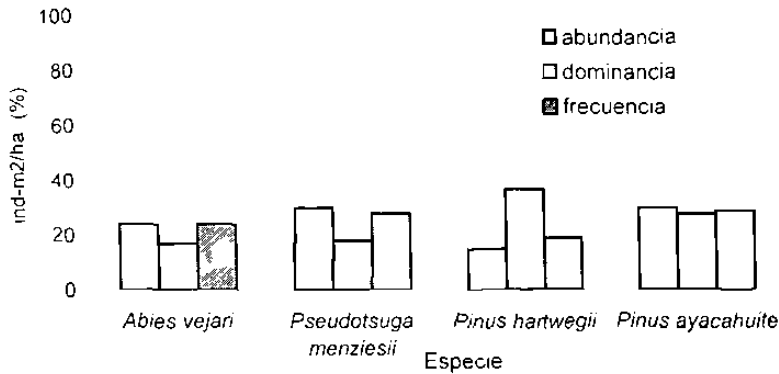 100
80
60
40
20
0
ind-m2/ha (%)
abundancia
dominancia
frecuencia
Abies vejari
Pseudotsuga
menziesii
Pinus hartwegii
Pinus ayacahuite
Especie